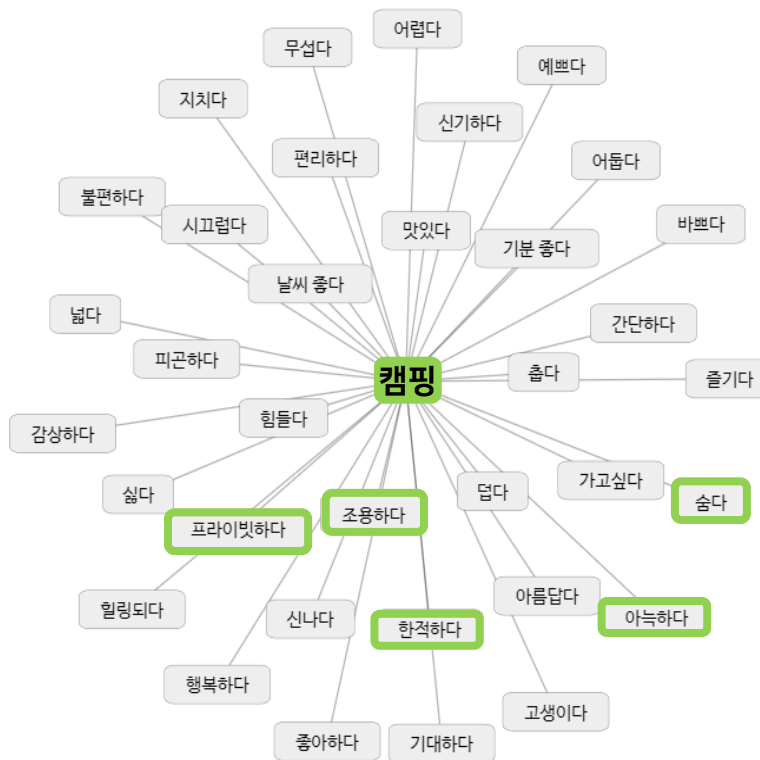 어렵다
무섭다
예쁘다
지치다
신기하다
편리하다
어둡다
불편하다
시끄럽다
맛있다
바쁘다
기분 좋다
날씨 좋다
넓다
간단하다
피곤하다
춥다
캠핑
즐기다
힘들다
감상하다
가고싶다
싫다
덥다
숨다
조용하다
프라이빗하다
아름답다
힐링되다
신나다
아늑하다
한적하다
행복하다
고생이다
좋아하다
기대하다